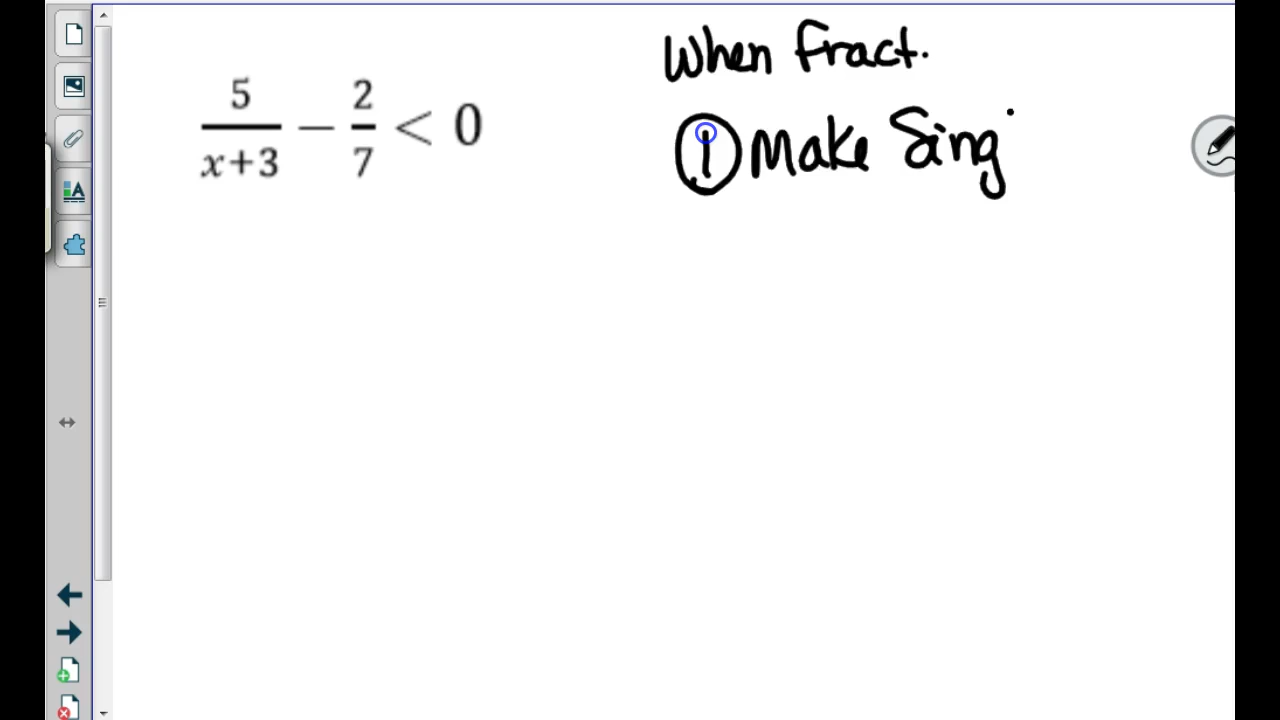 When Fract.
5/(x+3) − 2/7 < 0
① Make Sing